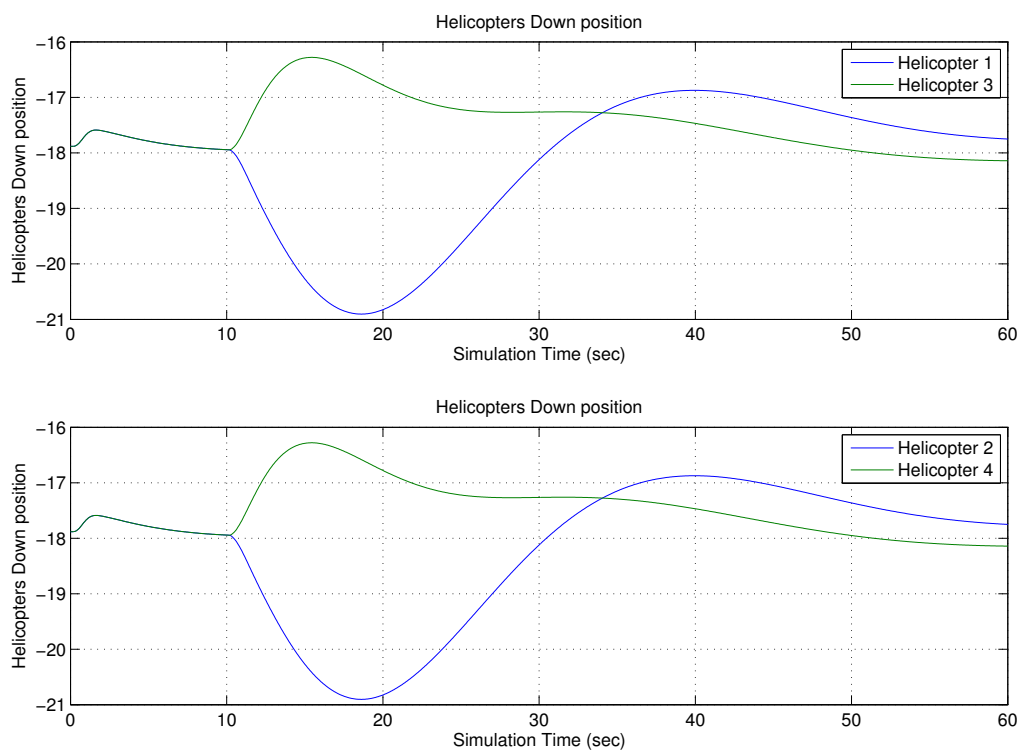 Helicopters Down position
−16
−17
−18
−19
−20
−21
Helicopters Down position
0
10
20
30
40
50
60
Simulation Time (sec)
Helicopter 1
Helicopter 3
Helicopters Down position
−16
−17
−18
−19
−20
−21
Helicopters Down position
0
10
20
30
40
50
60
Simulation Time (sec)
Helicopter 2
Helicopter 4